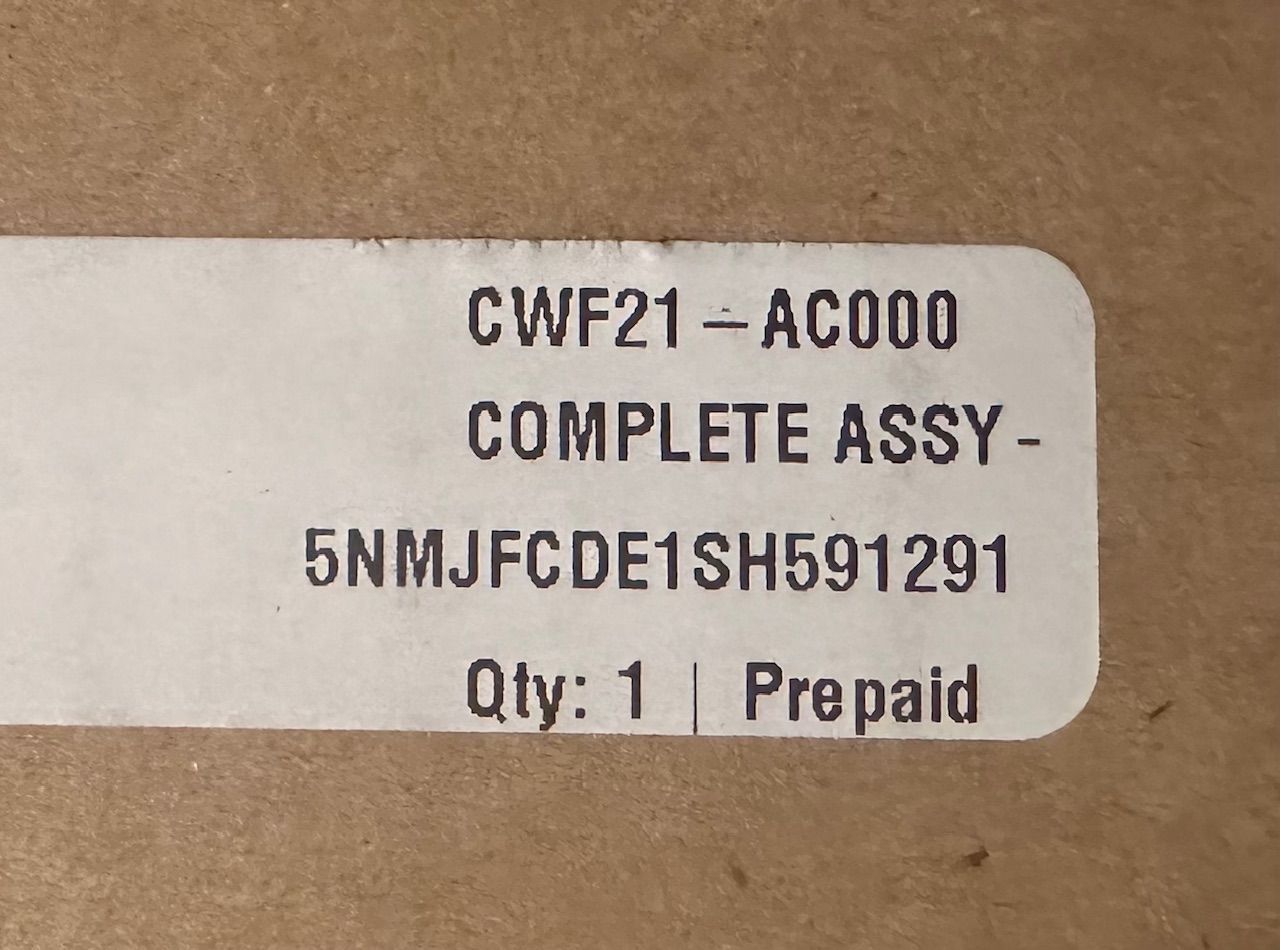 CWF21 – AC000
COMPLETE ASSY -
5NMJFCDE1SH591291
Qty: 1 | Prepaid